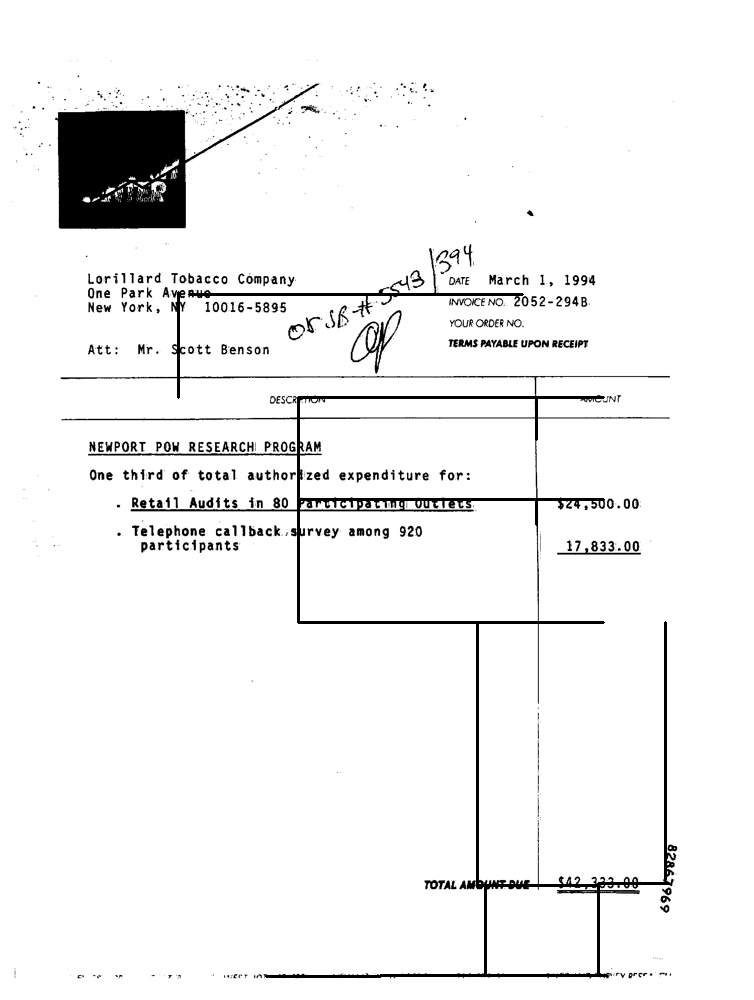 394
Lorillard Tobacco Company
DATE March 1, 1994
One Park Avenue
INVOICE NO. 2052-294B
New York, NY 10016-5895
or SB # 5543
YOUR ORDER NO.
Att: Mr. Scott Benson
TERMS PAYABLE UPON RECEIPT
DESCRIPTION AMOUNT
NEWPORT POW RESEARCH PROGRAM
One third of total authorized expenditure for:
. Retail Audits in 80 Participating Outlets $24,500.00
. Telephone callback survey among 920
participants 17,833.00
TOTAL AMOUNT DUE $42,333.00
82867969